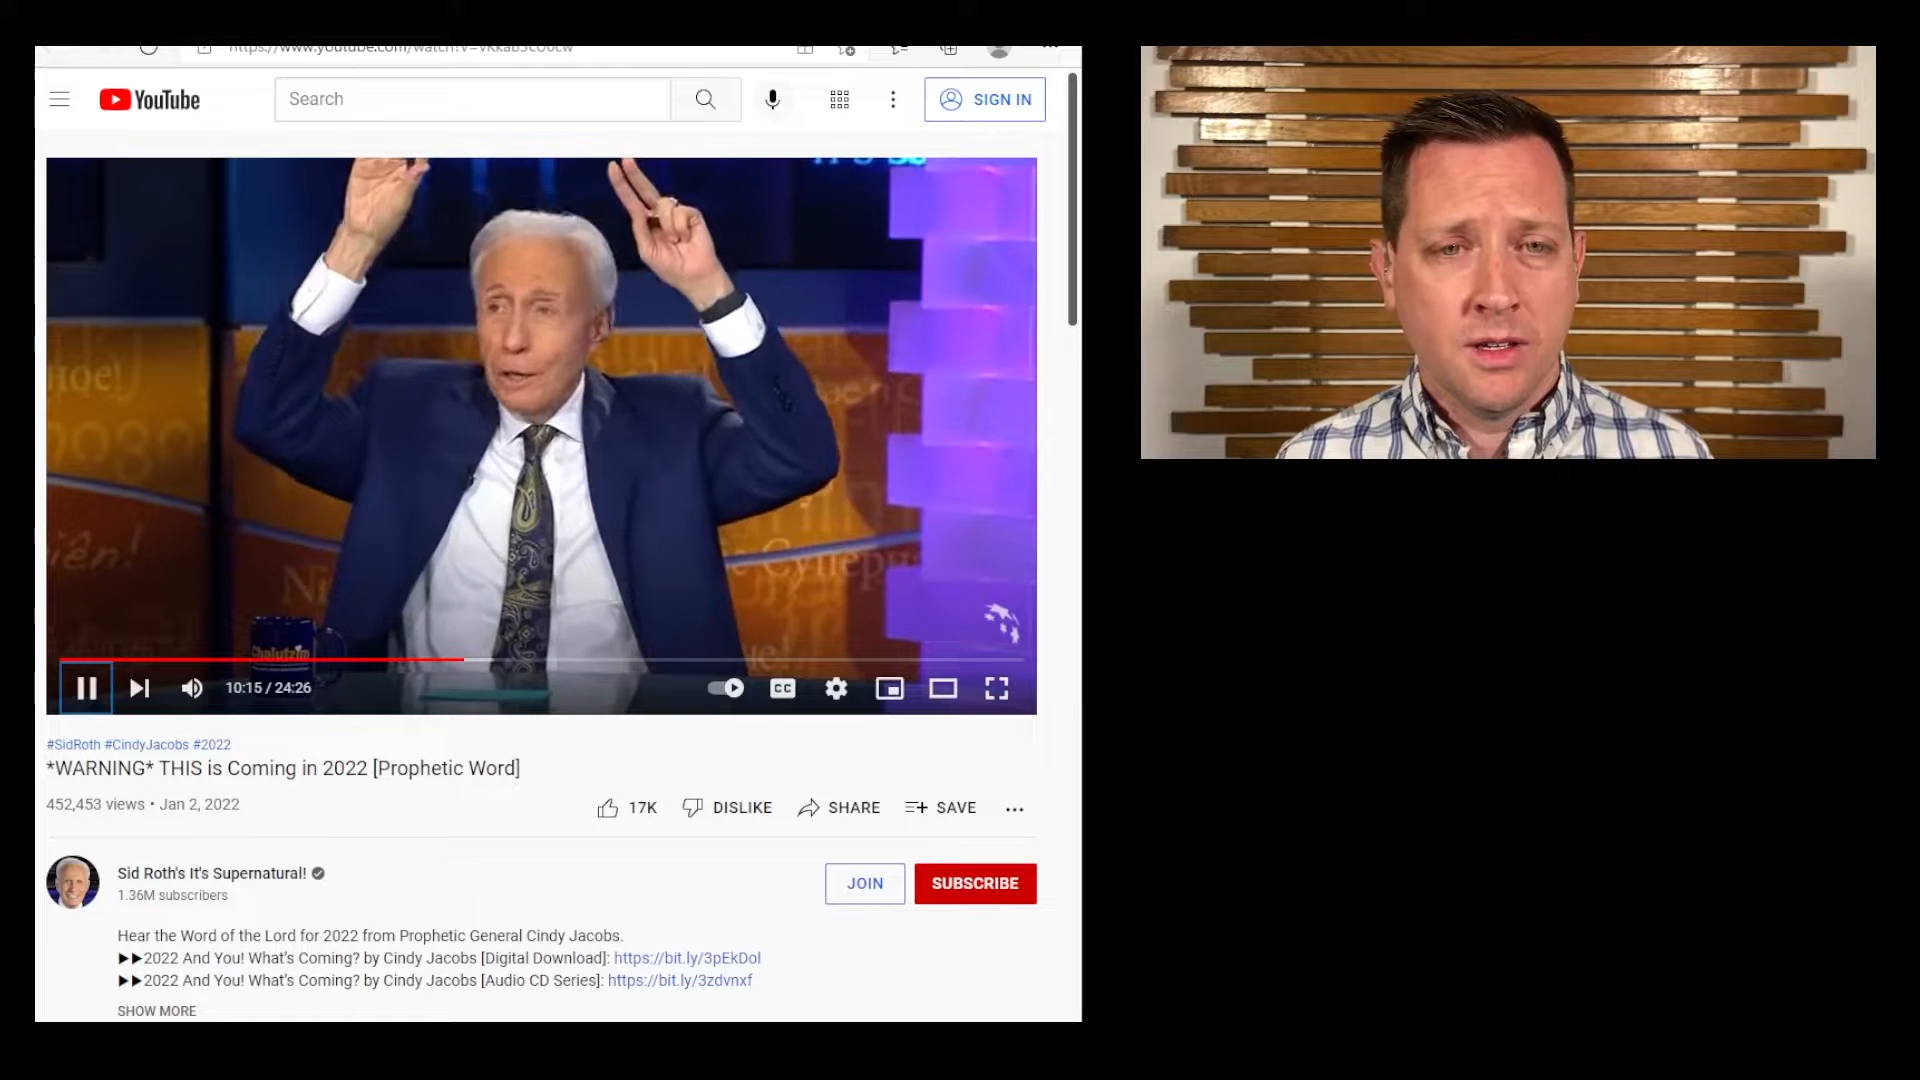 YouTube
Search
SIGN IN
Chalutzim
10:15 / 24:26
CC
#SidRoth #CindyJacobs #2022
*WARNING* THIS is Coming in 2022 [Prophetic Word]
452,453 views • Jan 2, 2022
17K
DISLIKE
SHARE
SAVE
Sid Roth's It's Supernatural!
1.36M subscribers
JOIN
SUBSCRIBE
Hear the Word of the Lord for 2022 from Prophetic General Cindy Jacobs.
▶▶2022 And You! What's Coming? by Cindy Jacobs [Digital Download]: https://bit.ly/3pEkDol
▶▶2022 And You! What's Coming? by Cindy Jacobs [Audio CD Series]: https://bit.ly/3zdvnxf
SHOW MORE